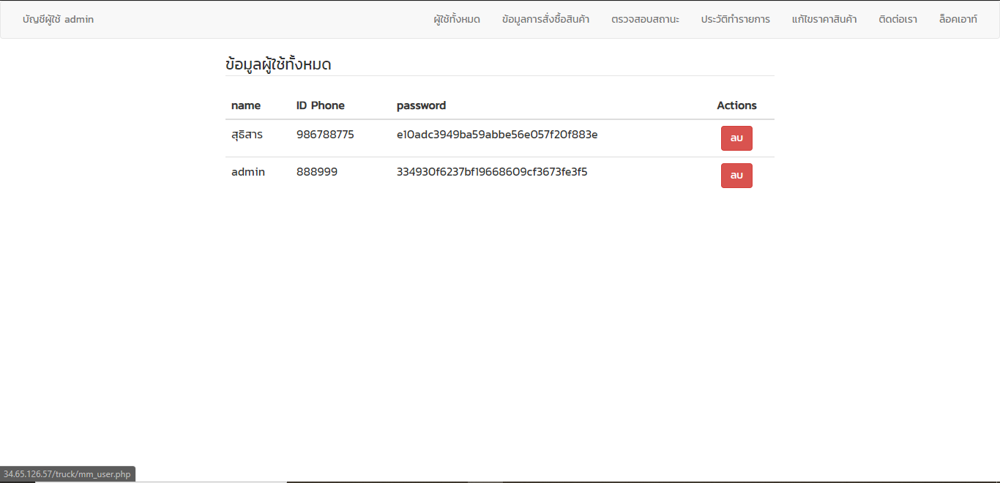 บัญชีผู้ใช้ admin ผู้ใช้ทั้งหมด ข้อมูลการสั่งซื้อสินค้า ตรวจสอบสถานะ ประวัติทำรายการ แก้ไขราคาสินค้า ติดต่อเรา ล็อคเอาท์
ข้อมูลผู้ใช้ทั้งหมด
name ID Phone password Actions
สุธิสาร 986788775 e10adc3949ba59abbe56e057f20f883e ลบ
admin 888999 334930f6237bf19668609cf3673fe3f5 ลบ
34.65.126.57/truck/mm_user.php